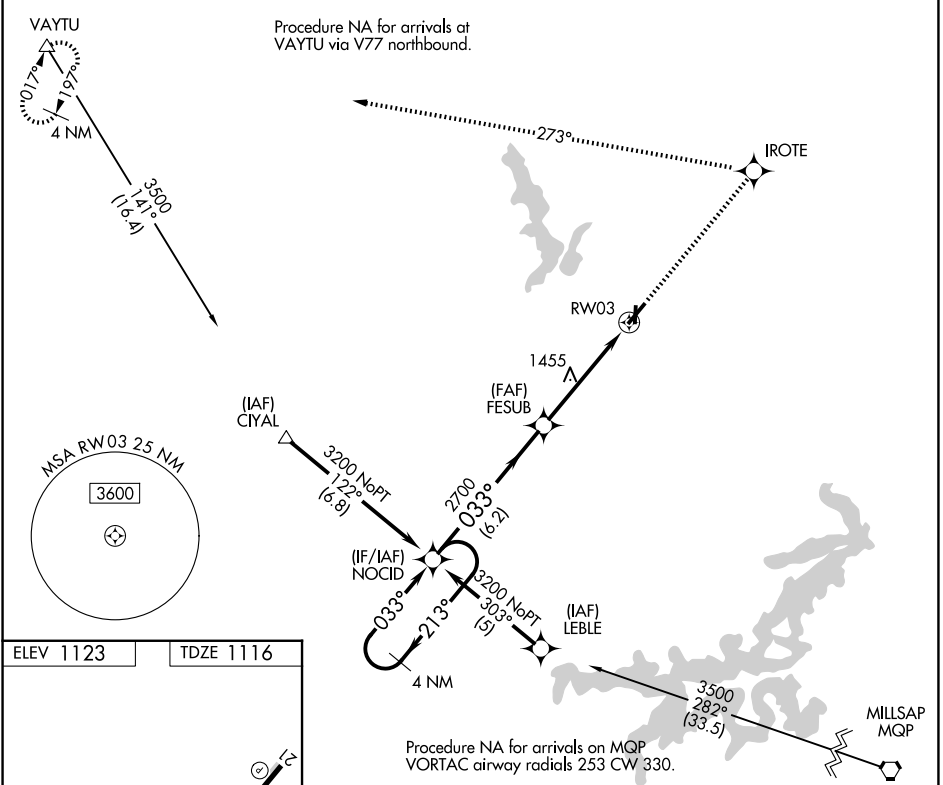 VAYTU
017°
197°
4 NM
Procedure NA for arrivals at
VAYTU via V77 northbound.
273°
IROTE
3500
141°
(16.4)
RW03
1455
(FAF)
FESUB
(IAF)
CIYAL
3200 NoPT
122°
(6.8)
2700
033°
(6.2)
MSA RW03 25 NM
3600
(IF/IAF)
NOCID
033°
213°
4 NM
3200 NoPT
303°
(5)
(IAF)
LEBLE
3500
282°
(33.5)
MILLSAP
MQP
Procedure NA for arrivals on MQP
VORTAC airway radials 253 CW 330.
ELEV 1123
TDZE 1116
21
P